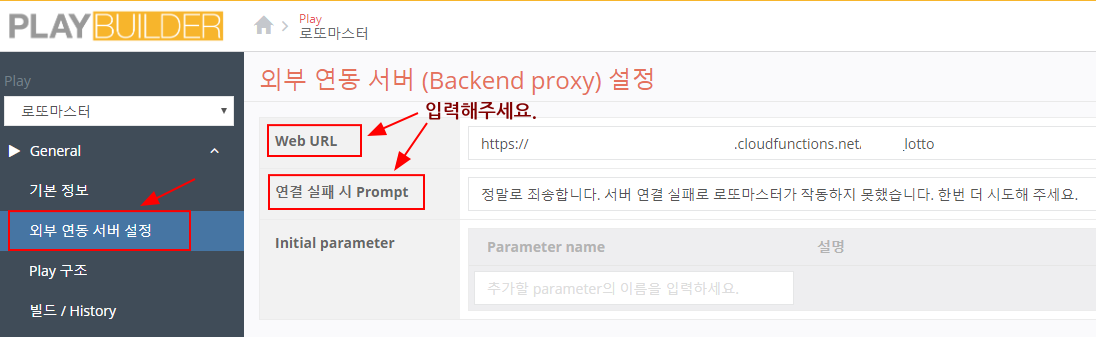 PLAY BUILDER
Play
로또마스터
Play
로또마스터
General
기본 정보
외부 연동 서버 설정
Play 구조
빌드 / History
외부 연동 서버 (Backend proxy) 설정
입력해주세요.
Web URL
https:// .cloudfunctions.net/ _lotto
연결 실패 시 Prompt
정말로 죄송합니다. 서버 연결 실패로 로또마스터가 작동하지 못했습니다. 한번 더 시도해 주세요.
Initial parameter
Parameter name 설명
추가할 parameter의 이름을 입력하세요.